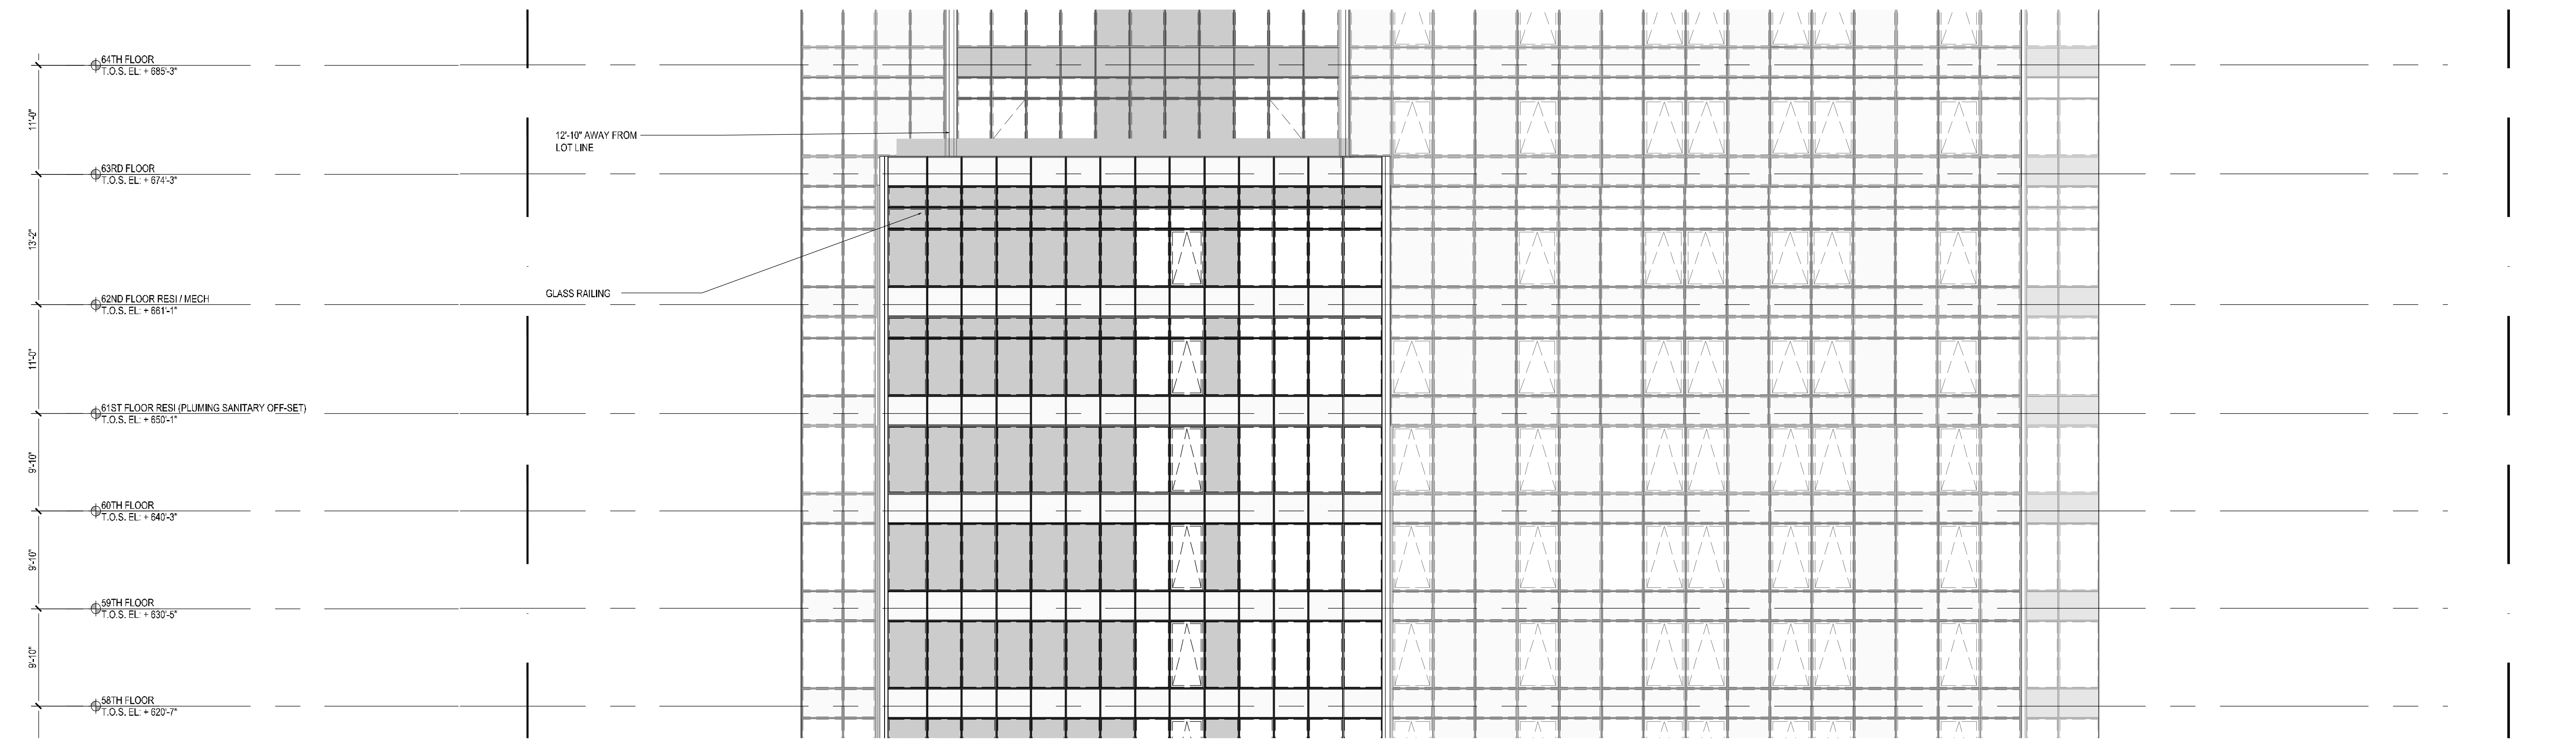 64TH FLOOR
T.O.S. EL: + 685'-3"
11'-0"
12'-10" AWAY FROM
LOT LINE
63RD FLOOR
T.O.S. EL: + 674'-3"
13'-2"
GLASS RAILING
62ND FLOOR RESI / MECH
T.O.S. EL: + 661'-1"
11'-0"
61ST FLOOR RESI (PLUMING SANITARY OFF-SET)
T.O.S. EL: + 650'-1"
9'-10"
60TH FLOOR
T.O.S. EL: + 640'-3"
9'-10"
59TH FLOOR
T.O.S. EL: + 630'-5"
9'-10"
58TH FLOOR
T.O.S. EL: + 620'-7"